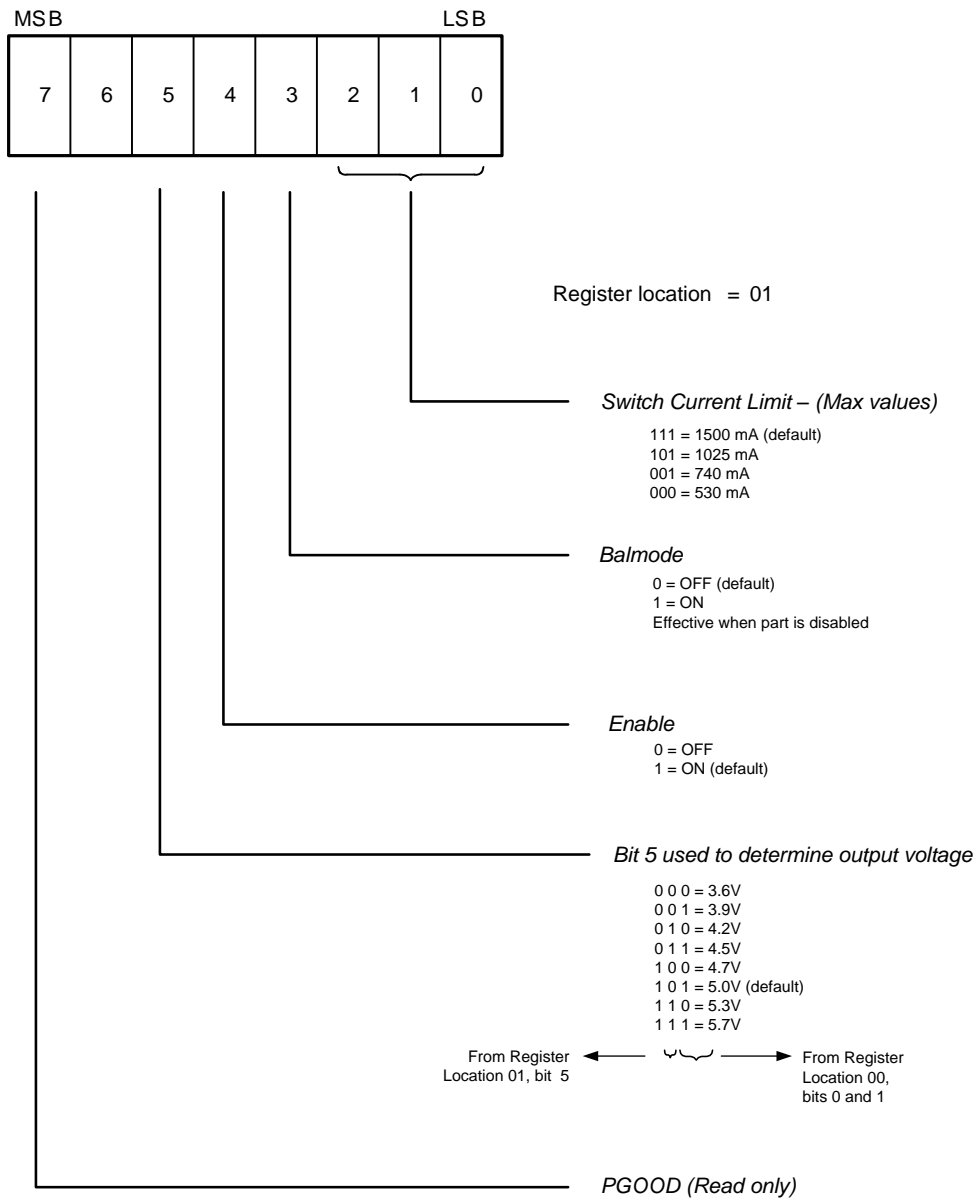 MSB LSB
7 6 5 4 3 2 1 0
Register location = 01
Switch Current Limit – (Max values)
111 = 1500 mA (default)
101 = 1025 mA
001 = 740 mA
000 = 530 mA
Balmode
0 = OFF (default)
1 = ON
Effective when part is disabled
Enable
0 = OFF
1 = ON (default)
Bit 5 used to determine output voltage
0 0 0 = 3.6V
0 0 1 = 3.9V
0 1 0 = 4.2V
0 1 1 = 4.5V
1 0 0 = 4.7V
1 0 1 = 5.0V (default)
1 1 0 = 5.3V
1 1 1 = 5.7V
From Register
Location 01, bit 5
From Register
Location 00,
bits 0 and 1
PGOOD (Read only)